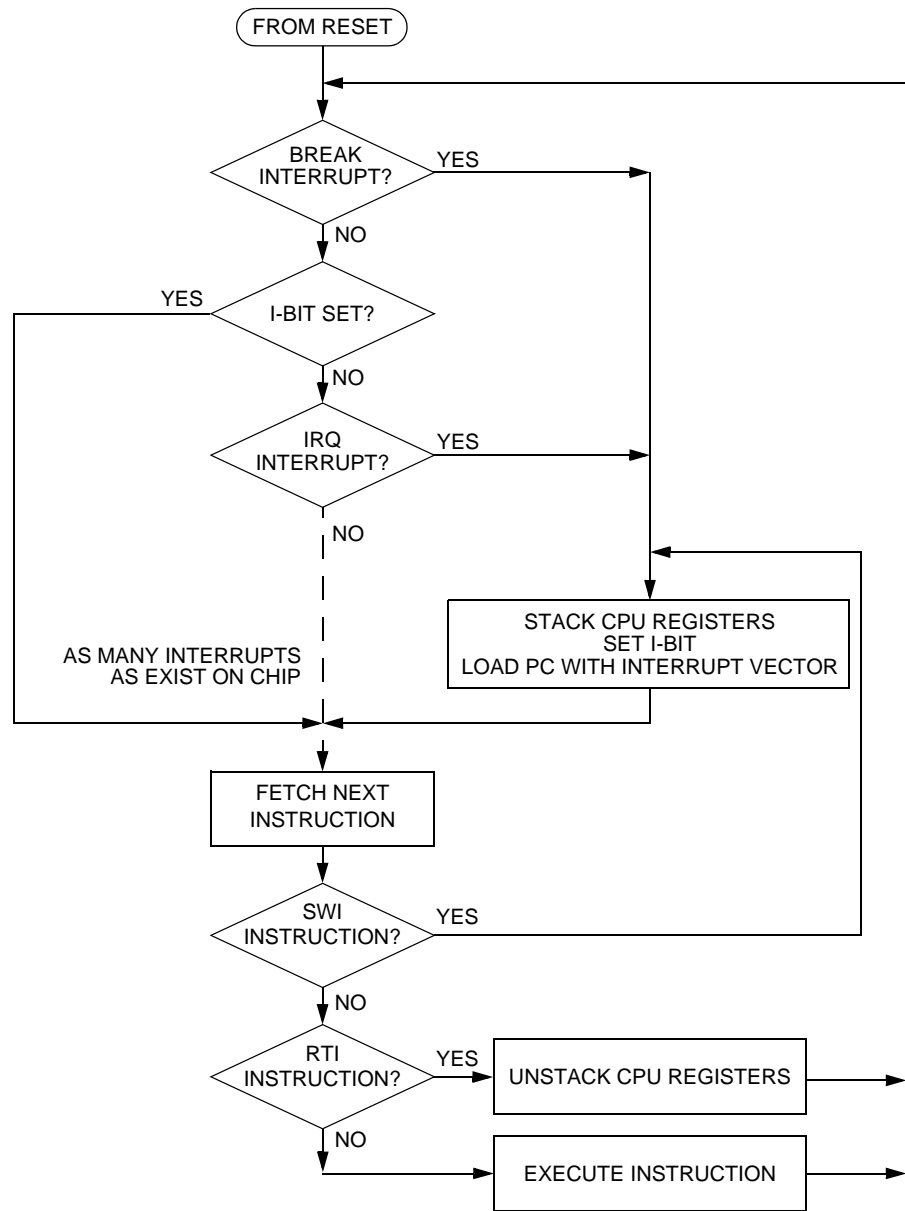 FROM RESET
BREAK
INTERRUPT?
YES
NO
I-BIT SET?
YES
NO
IRQ
INTERRUPT?
YES
NO
STACK CPU REGISTERS
SET I-BIT
LOAD PC WITH INTERRUPT VECTOR
AS MANY INTERRUPTS
AS EXIST ON CHIP
FETCH NEXT
INSTRUCTION
SWI
INSTRUCTION?
YES
NO
RTI
INSTRUCTION?
YES
UNSTACK CPU REGISTERS
NO
EXECUTE INSTRUCTION